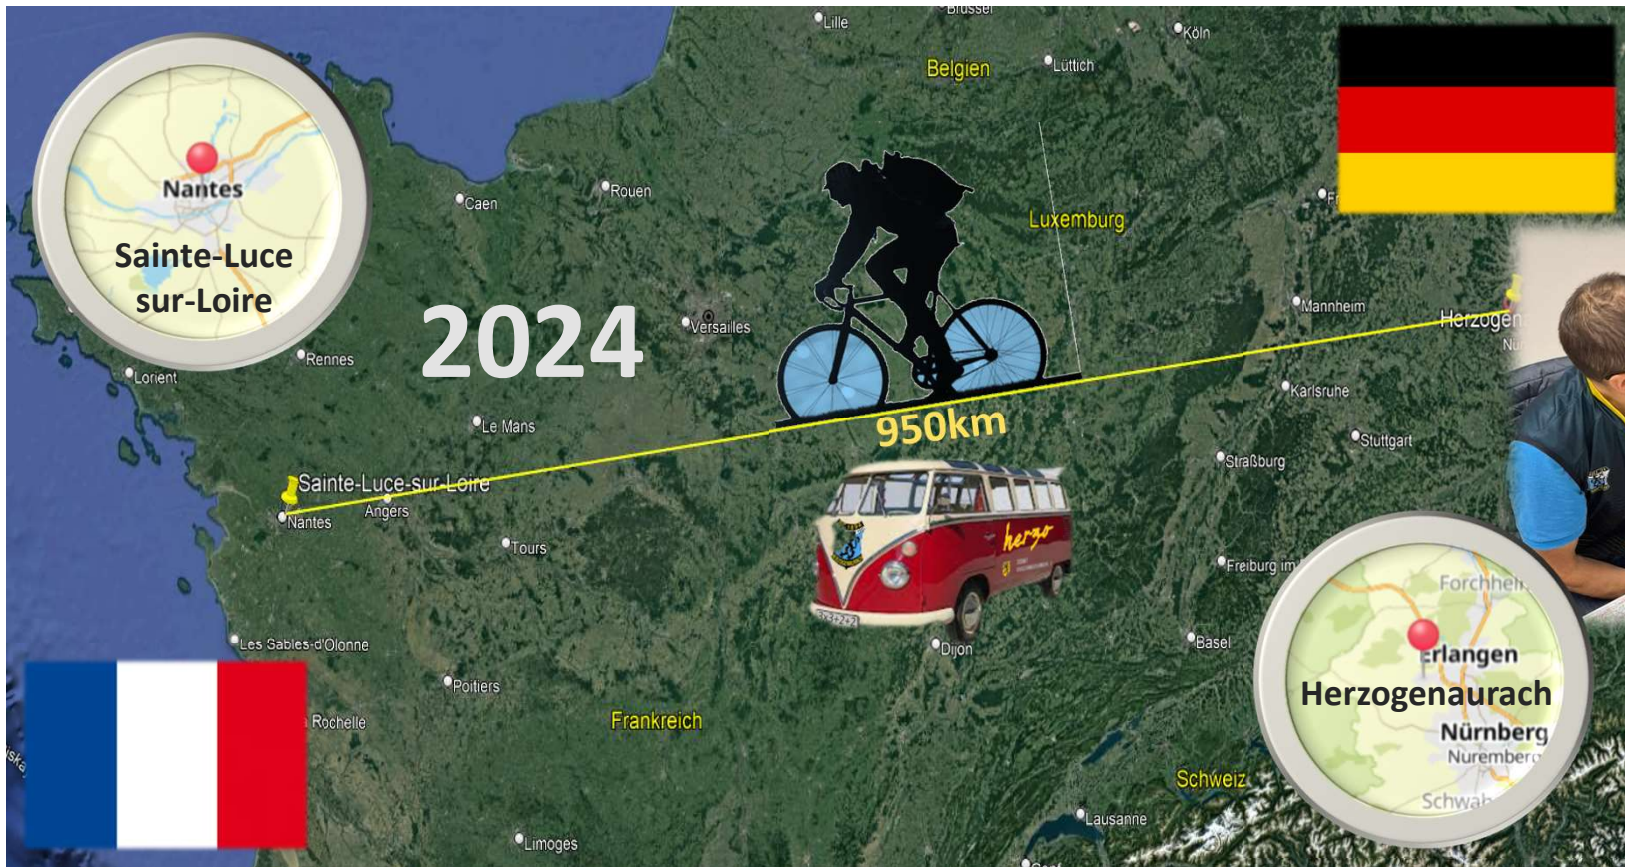 Brüssel
Lille
Köln
Belgien
Lüttich
Nantes
Sainte-Luce
sur-Loire
Caen
Rouen
Luxemburg
2024
Versailles
Mannheim
Herzogen
Rennes
Lorient
Karlsruhe
Le Mans
950km
Stuttgart
Straßburg
Sainte-Luce-sur-Loire
Nantes
Angers
Tours
herzo
Freiburg im
Forchheim
Les Sables-d'Olonne
Dijon
Basel
Erlangen
Poitiers
Herzogenaurach
Rochelle
Frankreich
Nürnberg
Nuremberg
Schweiz
Schwab
Lausanne
Limoges